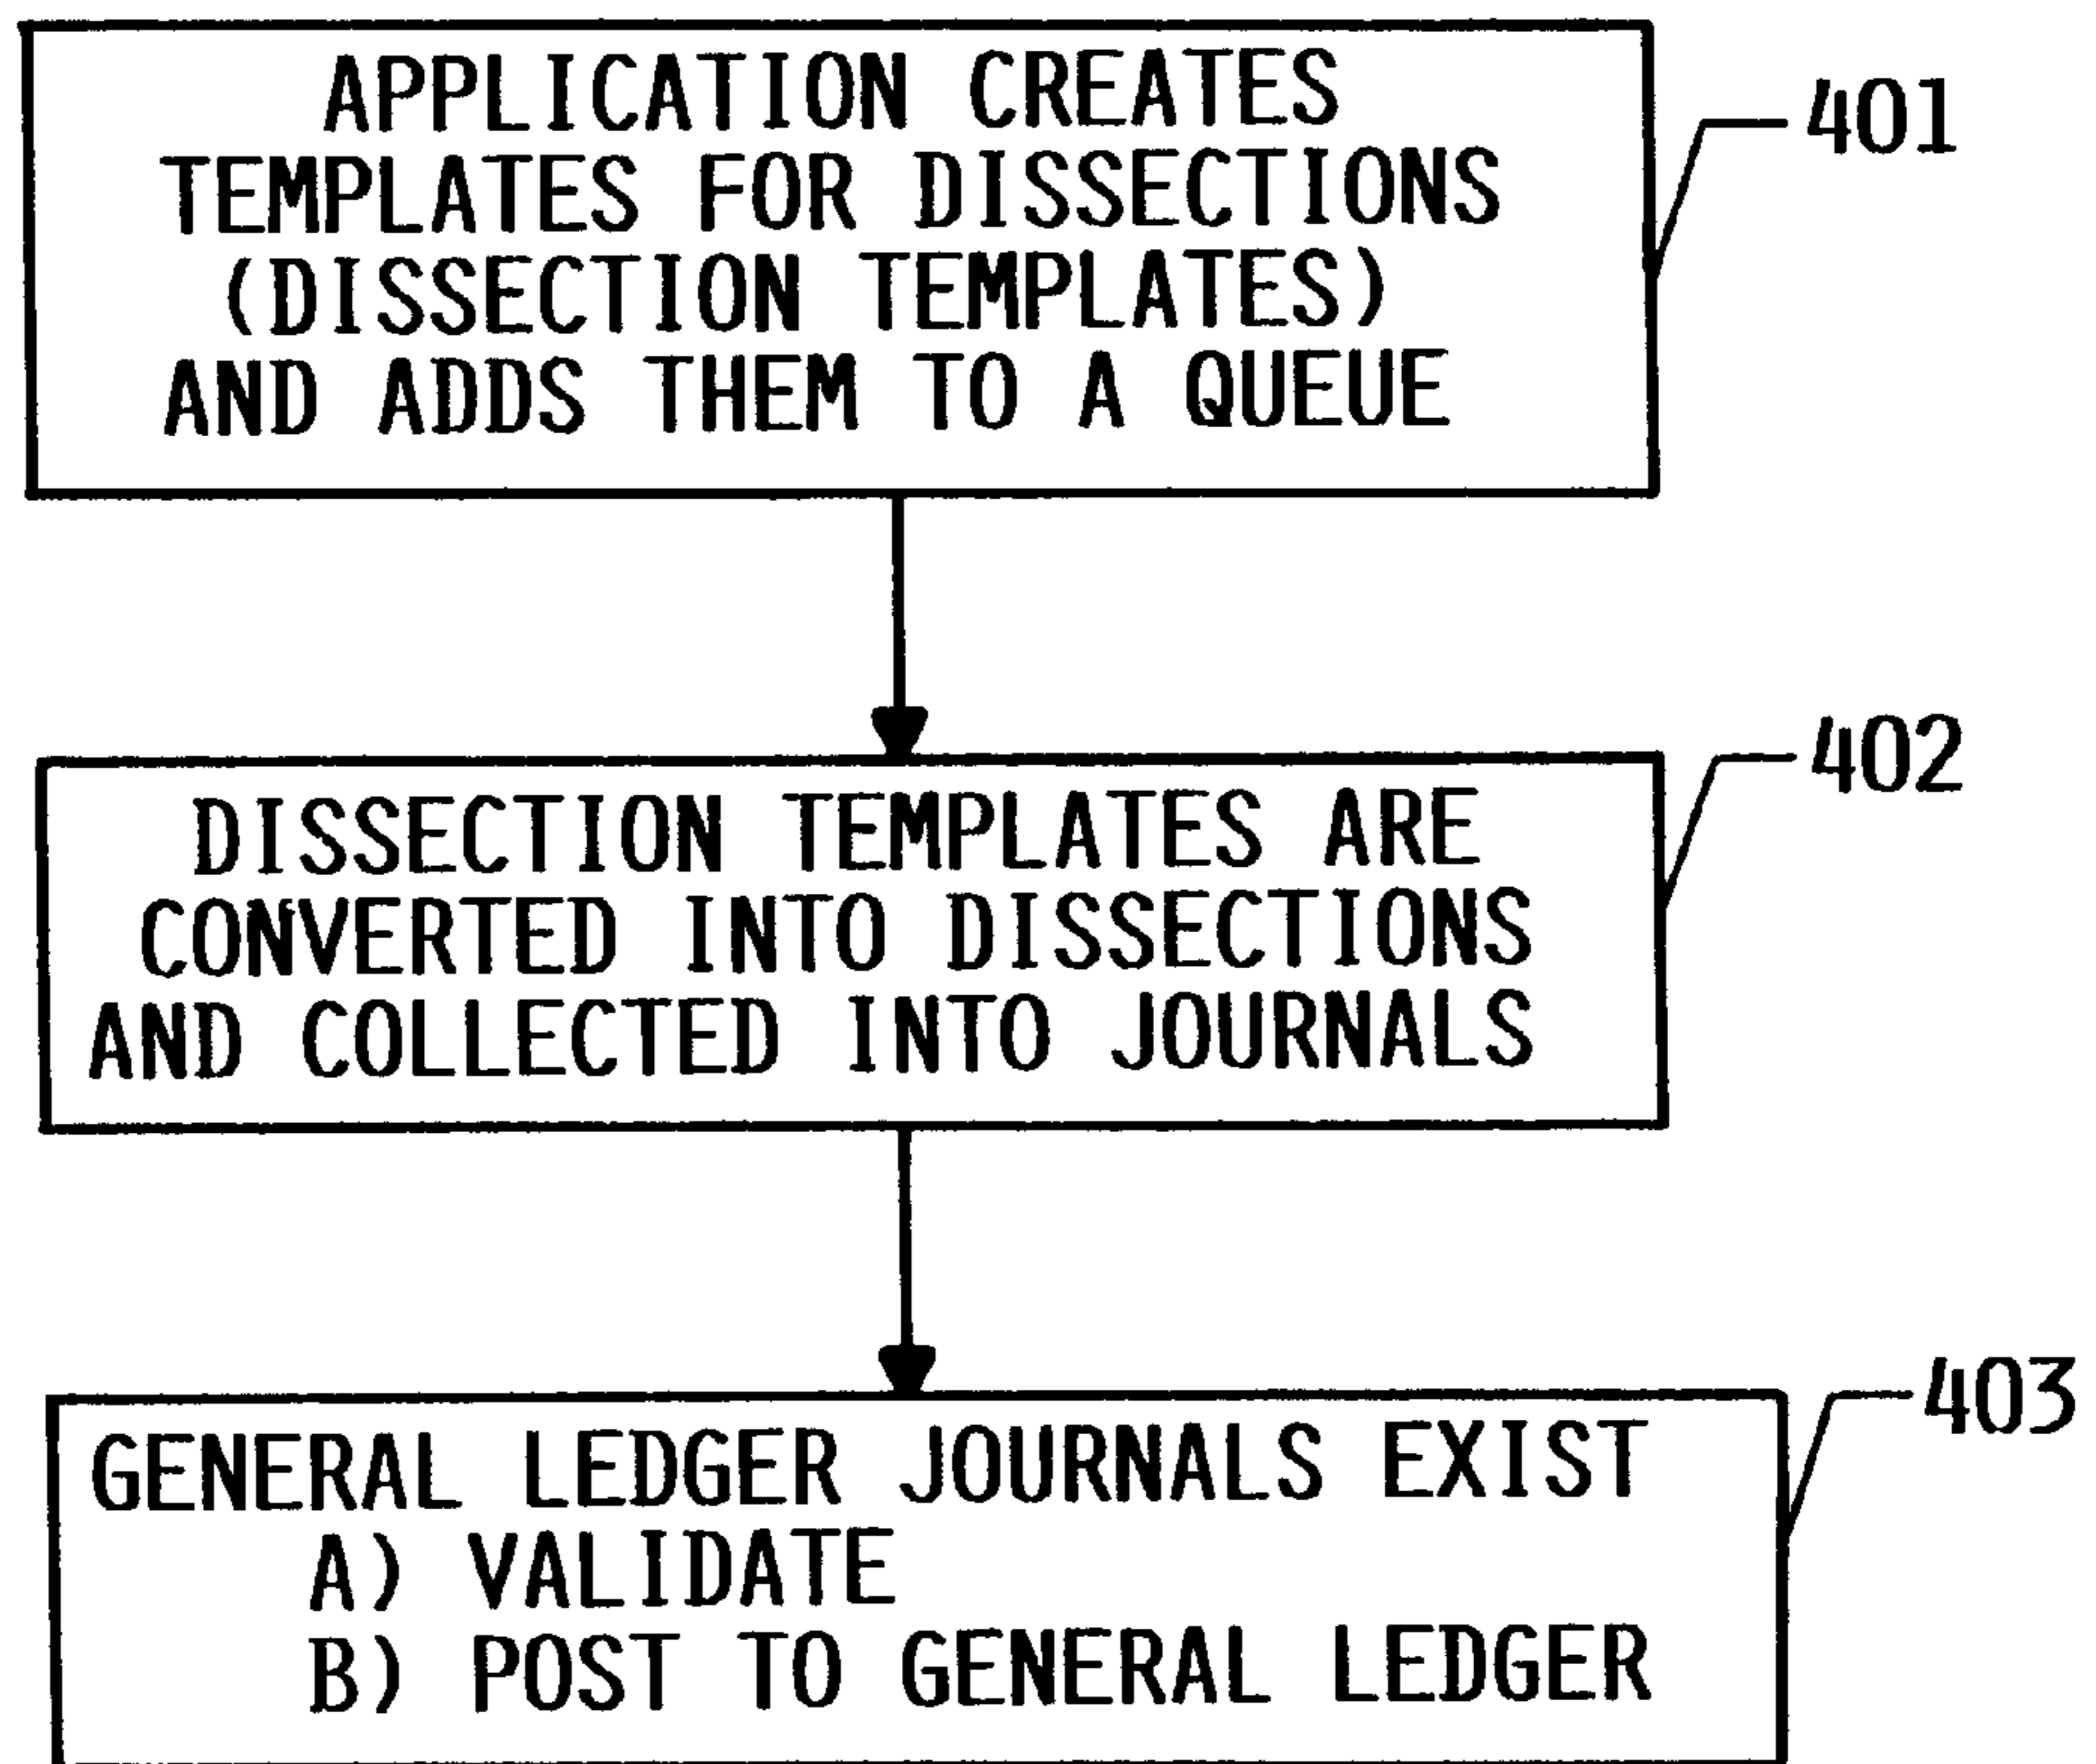 APPLICATION CREATES
TEMPLATES FOR DISSECTIONS
(DISSECTION TEMPLATES)
AND ADDS THEM TO A QUEUE
401
DISSECTION TEMPLATES ARE
CONVERTED INTO DISSECTIONS
AND COLLECTED INTO JOURNALS
402
GENERAL LEDGER JOURNALS EXIST
A) VALIDATE
B) POST TO GENERAL LEDGER
403